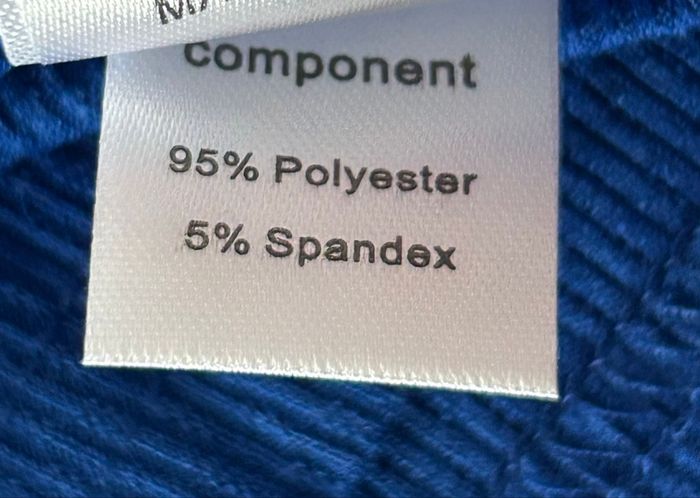 component
95% Polyester
5% Spandex